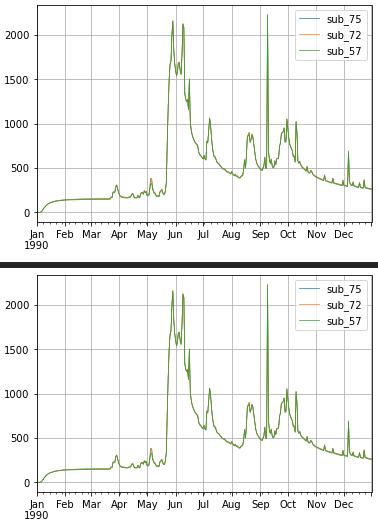 sub_75
sub_72
sub_57
2000
1500
1000
500
0
Jan Feb Mar Apr May Jun Jul Aug Sep Oct Nov Dec
1990
sub_75
sub_72
sub_57
2000
1500
1000
500
0
Jan Feb Mar Apr May Jun Jul Aug Sep Oct Nov Dec
1990